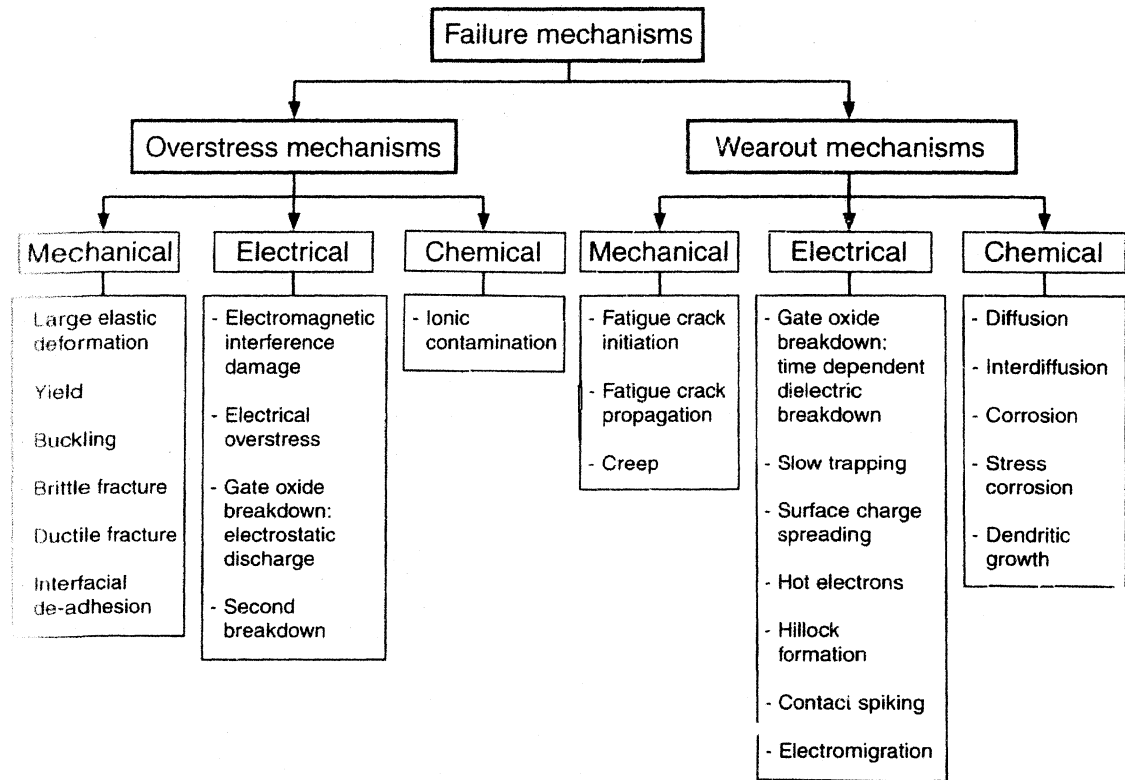 Failure mechanisms
Overstress mechanisms
Wearout mechanisms
Mechanical
Electrical
Chemical
Mechanical
Electrical
Chemical
Large elastic
deformation
Yield
Buckling
Brittle fracture
Ductile fracture
Interfacial
de-adhesion
- Electromagnetic
interference
damage
- Electrical
overstress
- Gate oxide
breakdown:
electrostatic
discharge
- Second
breakdown
- Ionic
contamination
- Fatigue crack
initiation
- Fatigue crack
propagation
- Creep
- Gate oxide
breakdown:
time dependent
dielectric
breakdown
- Slow trapping
- Surface charge
spreading
- Hot electrons
- Hillock
formation
- Contact spiking
- Electromigration
- Diffusion
- Interdiffusion
- Corrosion
- Stress
corrosion
- Dendritic
growth